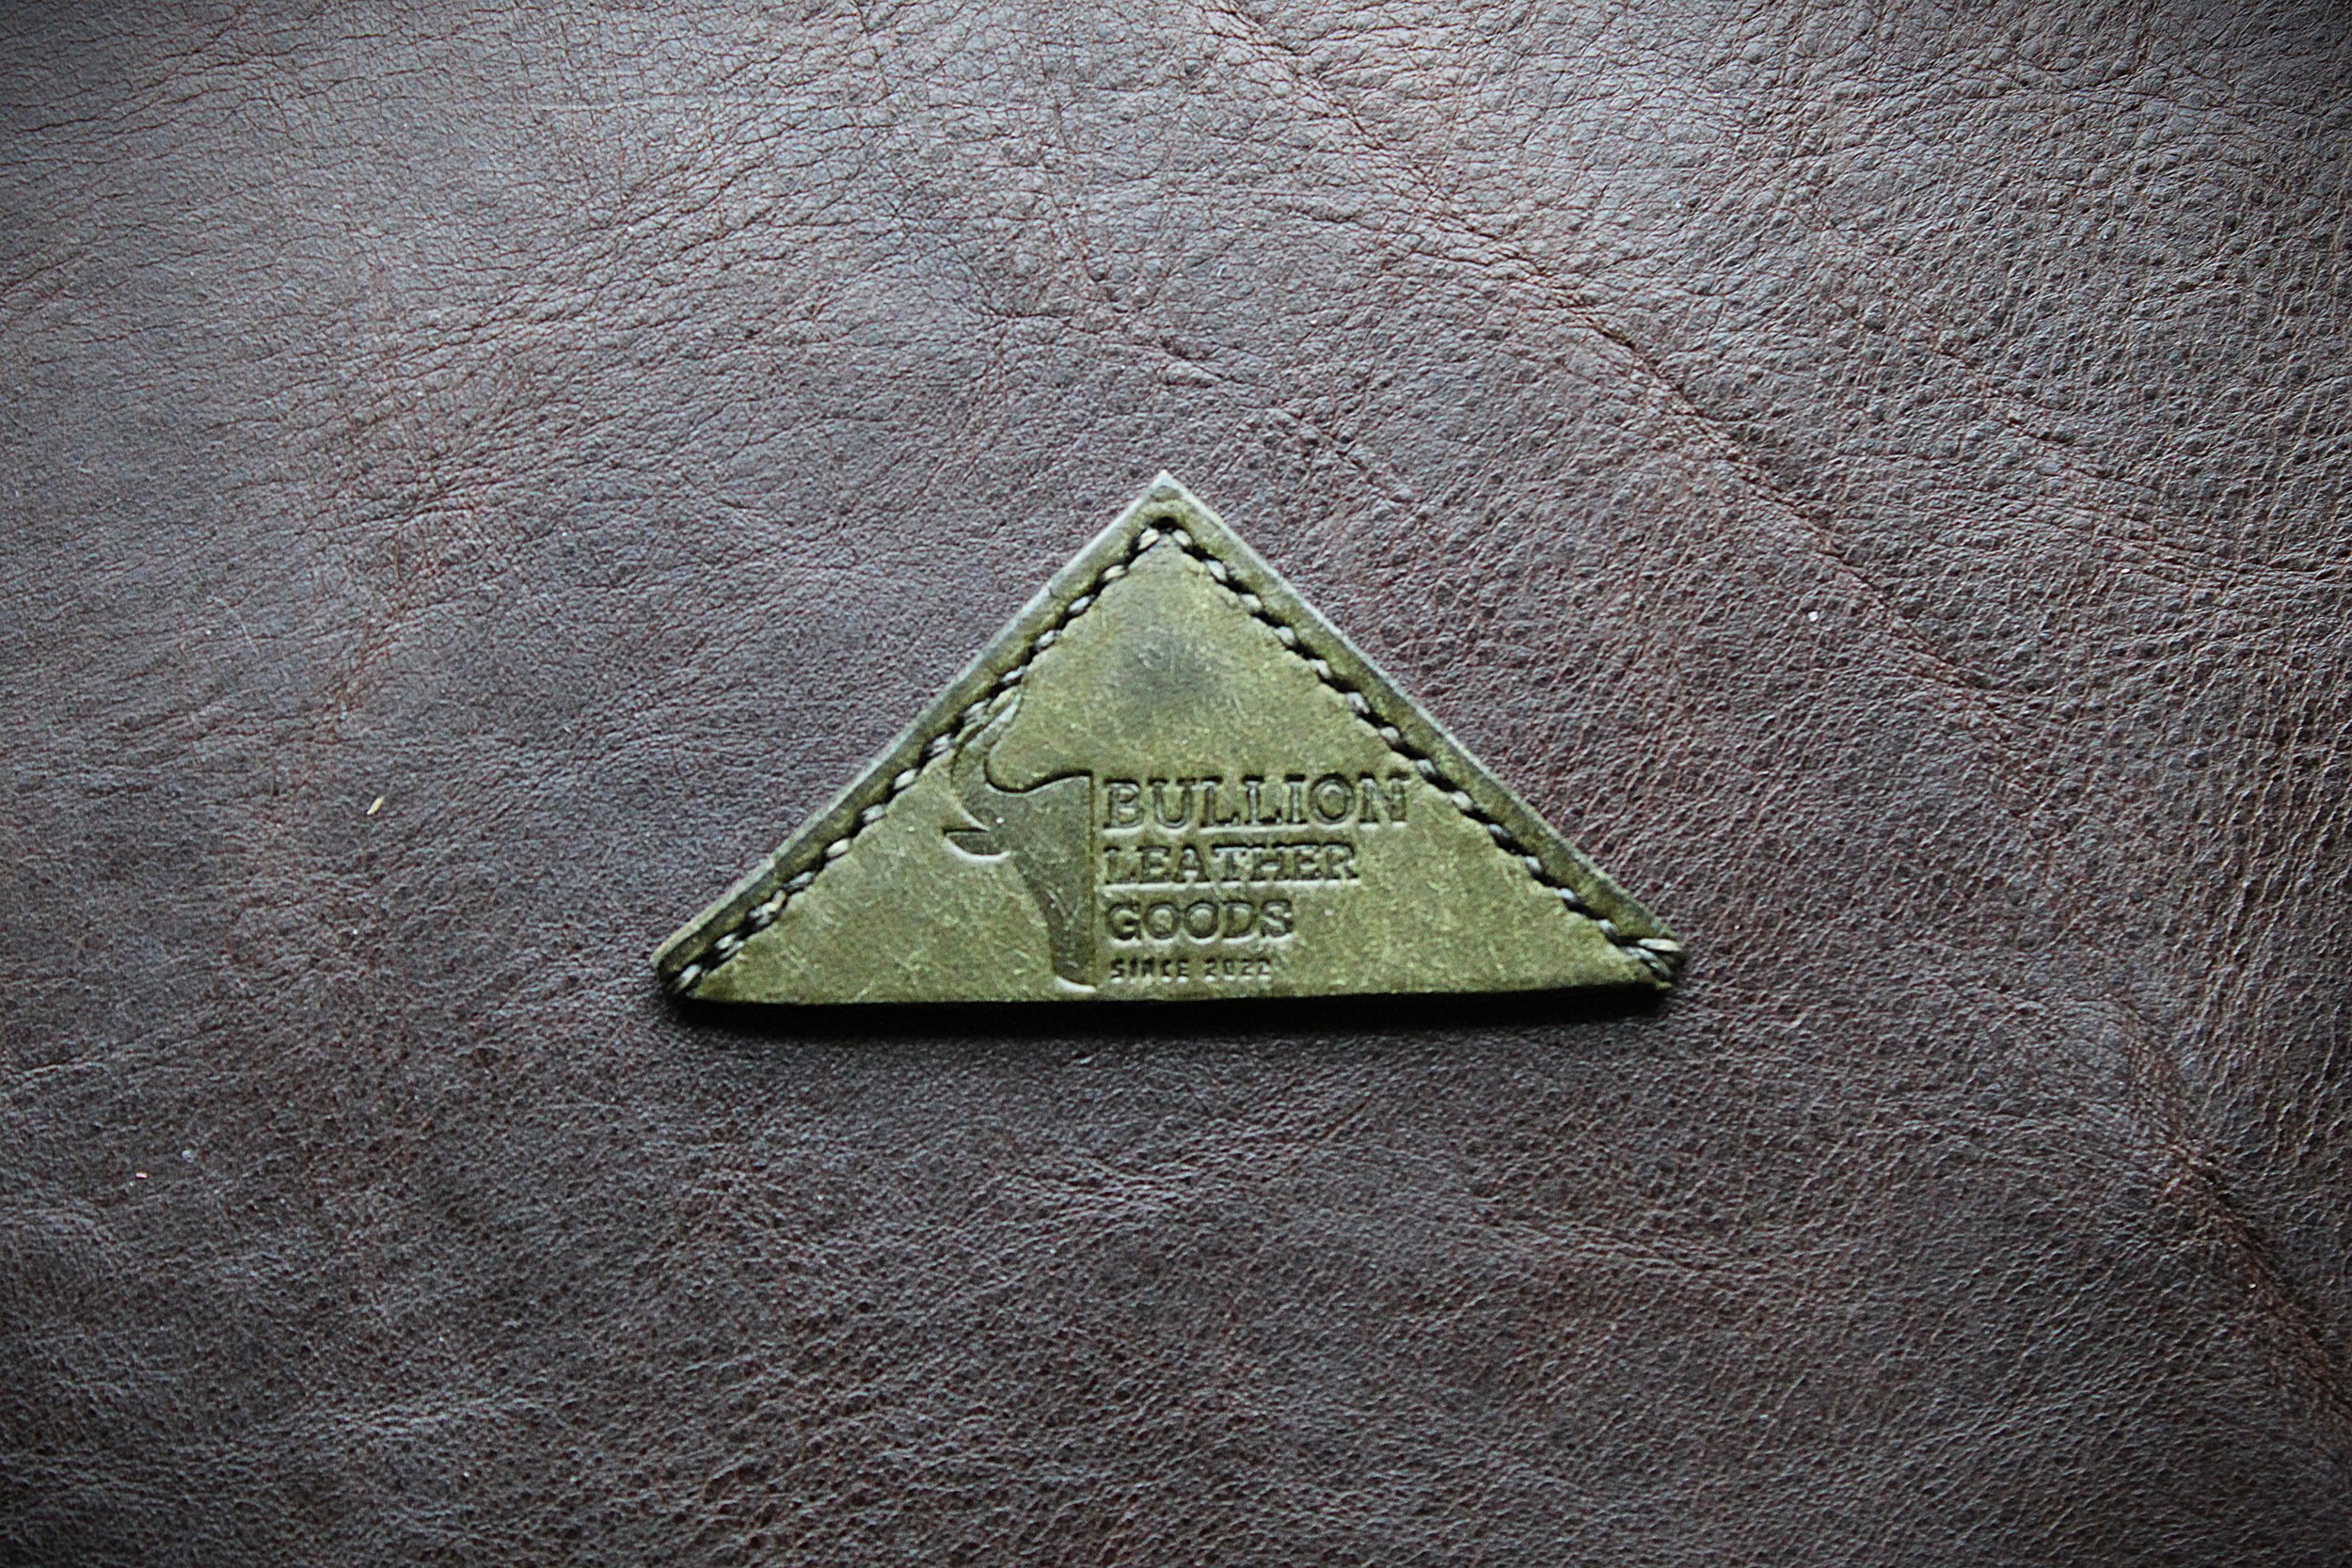 BULLION
LEATHER
GOODS
SINCE 2022